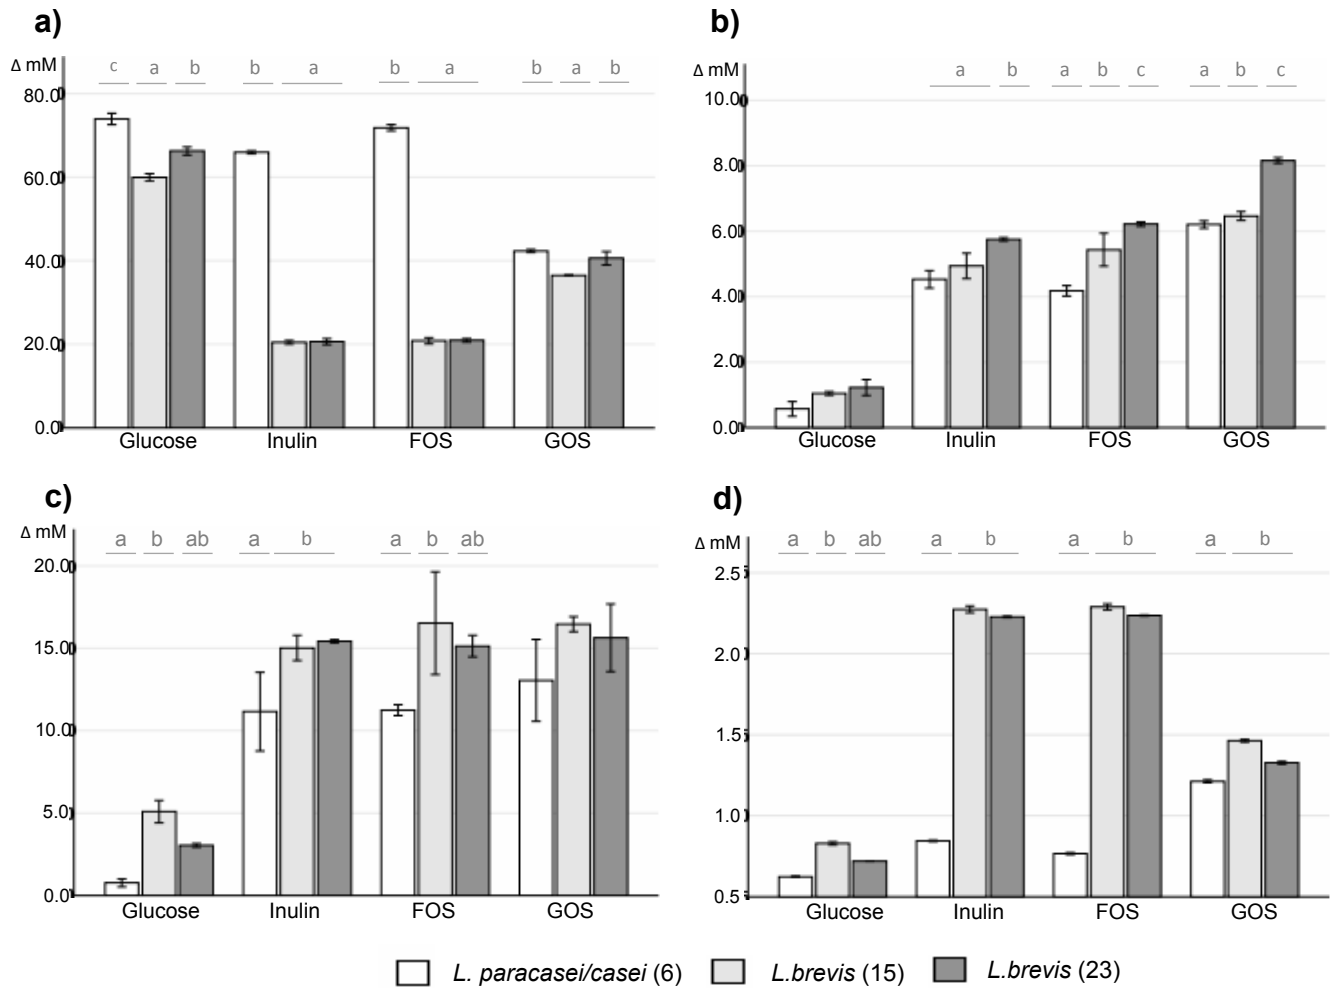 a)
Δ mM
c a b b a b a b a b
80.0
60.0
40.0
20.0
0.0
Glucose Inulin FOS GOS
b)
Δ mM
a b a b c a b c
10.0
8.0
6.0
4.0
2.0
0.0
Glucose Inulin FOS GOS
c)
Δ mM
a b ab a b a b ab
20.0
15.0
10.0
5.0
0.0
Glucose Inulin FOS GOS
d)
Δ mM
a b ab a b a b a b
2.5
2.0
1.5
1.0
0.5
Glucose Inulin FOS GOS
L. paracasei/casei (6) L.brevis (15) L.brevis (23)